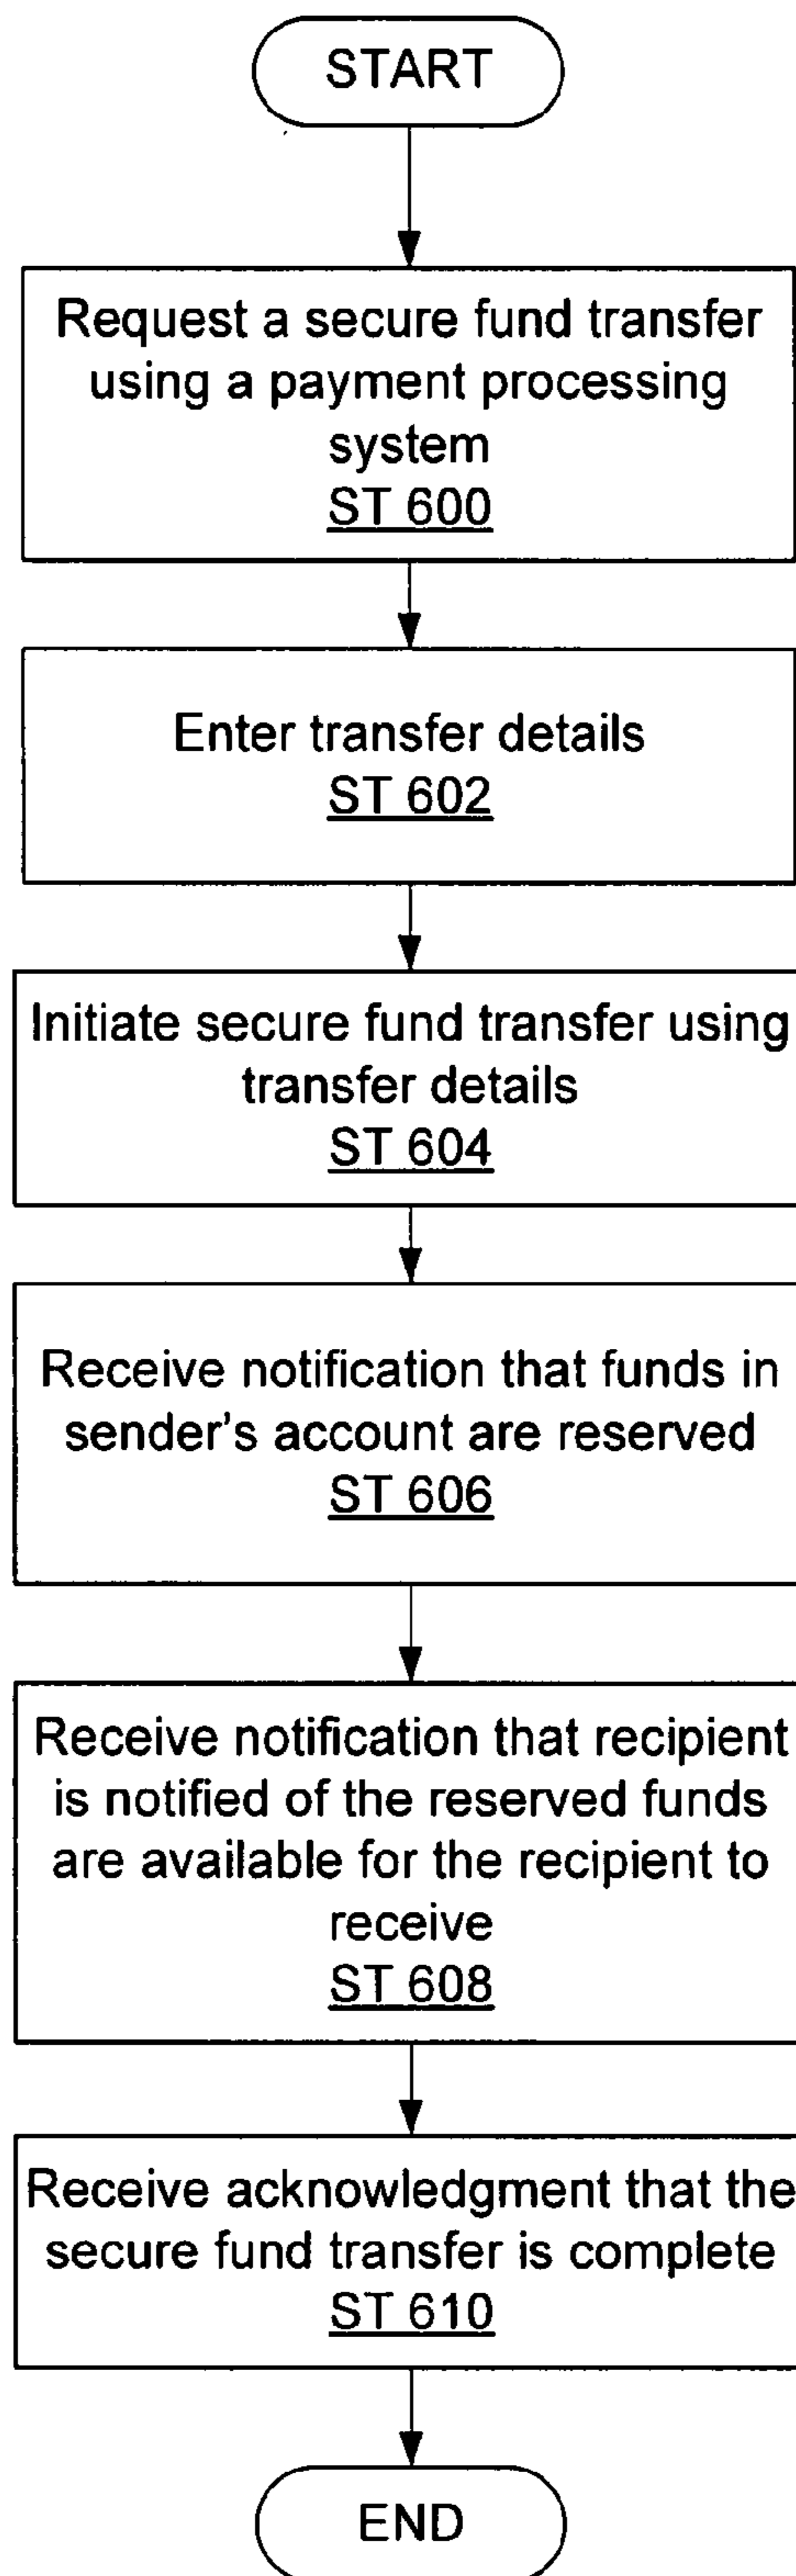 START
Request a secure fund transfer
using a payment processing
system
ST 600
Enter transfer details
ST 602
Initiate secure fund transfer using
transfer details
ST 604
Receive notification that funds in
sender's account are reserved
ST 606
Receive notification that recipient
is notified of the reserved funds
are available for the recipient to
receive
ST 608
Receive acknowledgment that the
secure fund transfer is complete
ST 610
END